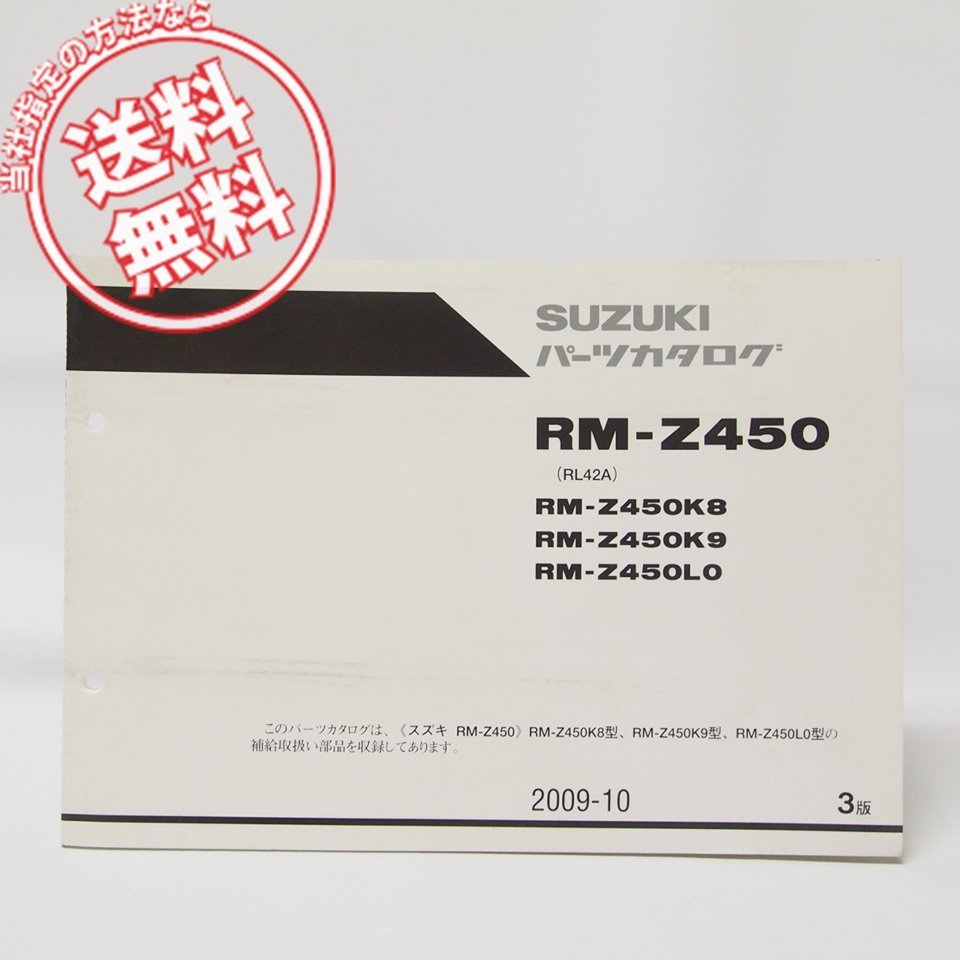 当社指定の方法なら
送料
無料
SUZUKI
パーツカタログ
RM-Z450
（RL42A）
RM-Z450K8
RM-Z450K9
RM-Z450L0
このパーツカタログは、《スズキ RM-Z450》RM-Z450K8型、RM-Z450K9型、RM-Z450L0型の
補給取扱い部品を収録してあります。
2009-10
3版